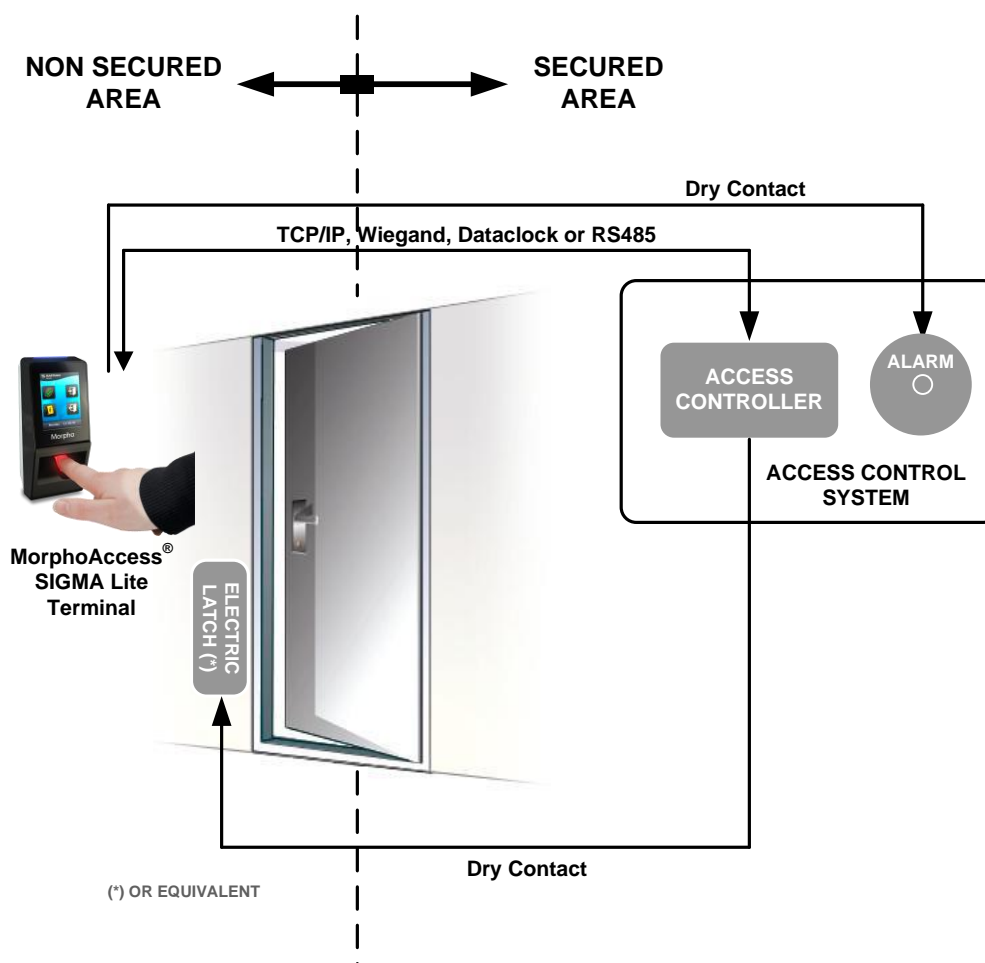 NON SECURED
AREA
SECURED
AREA
Dry Contact
TCP/IP, Wiegand, Dataclock or RS485
ACCESS
CONTROLLER
ALARM
ACCESS CONTROL
SYSTEM
Morpho
MorphoAccess®
SIGMA Lite
Terminal
ELECTRIC
LATCH (*)
Dry Contact
(*) OR EQUIVALENT